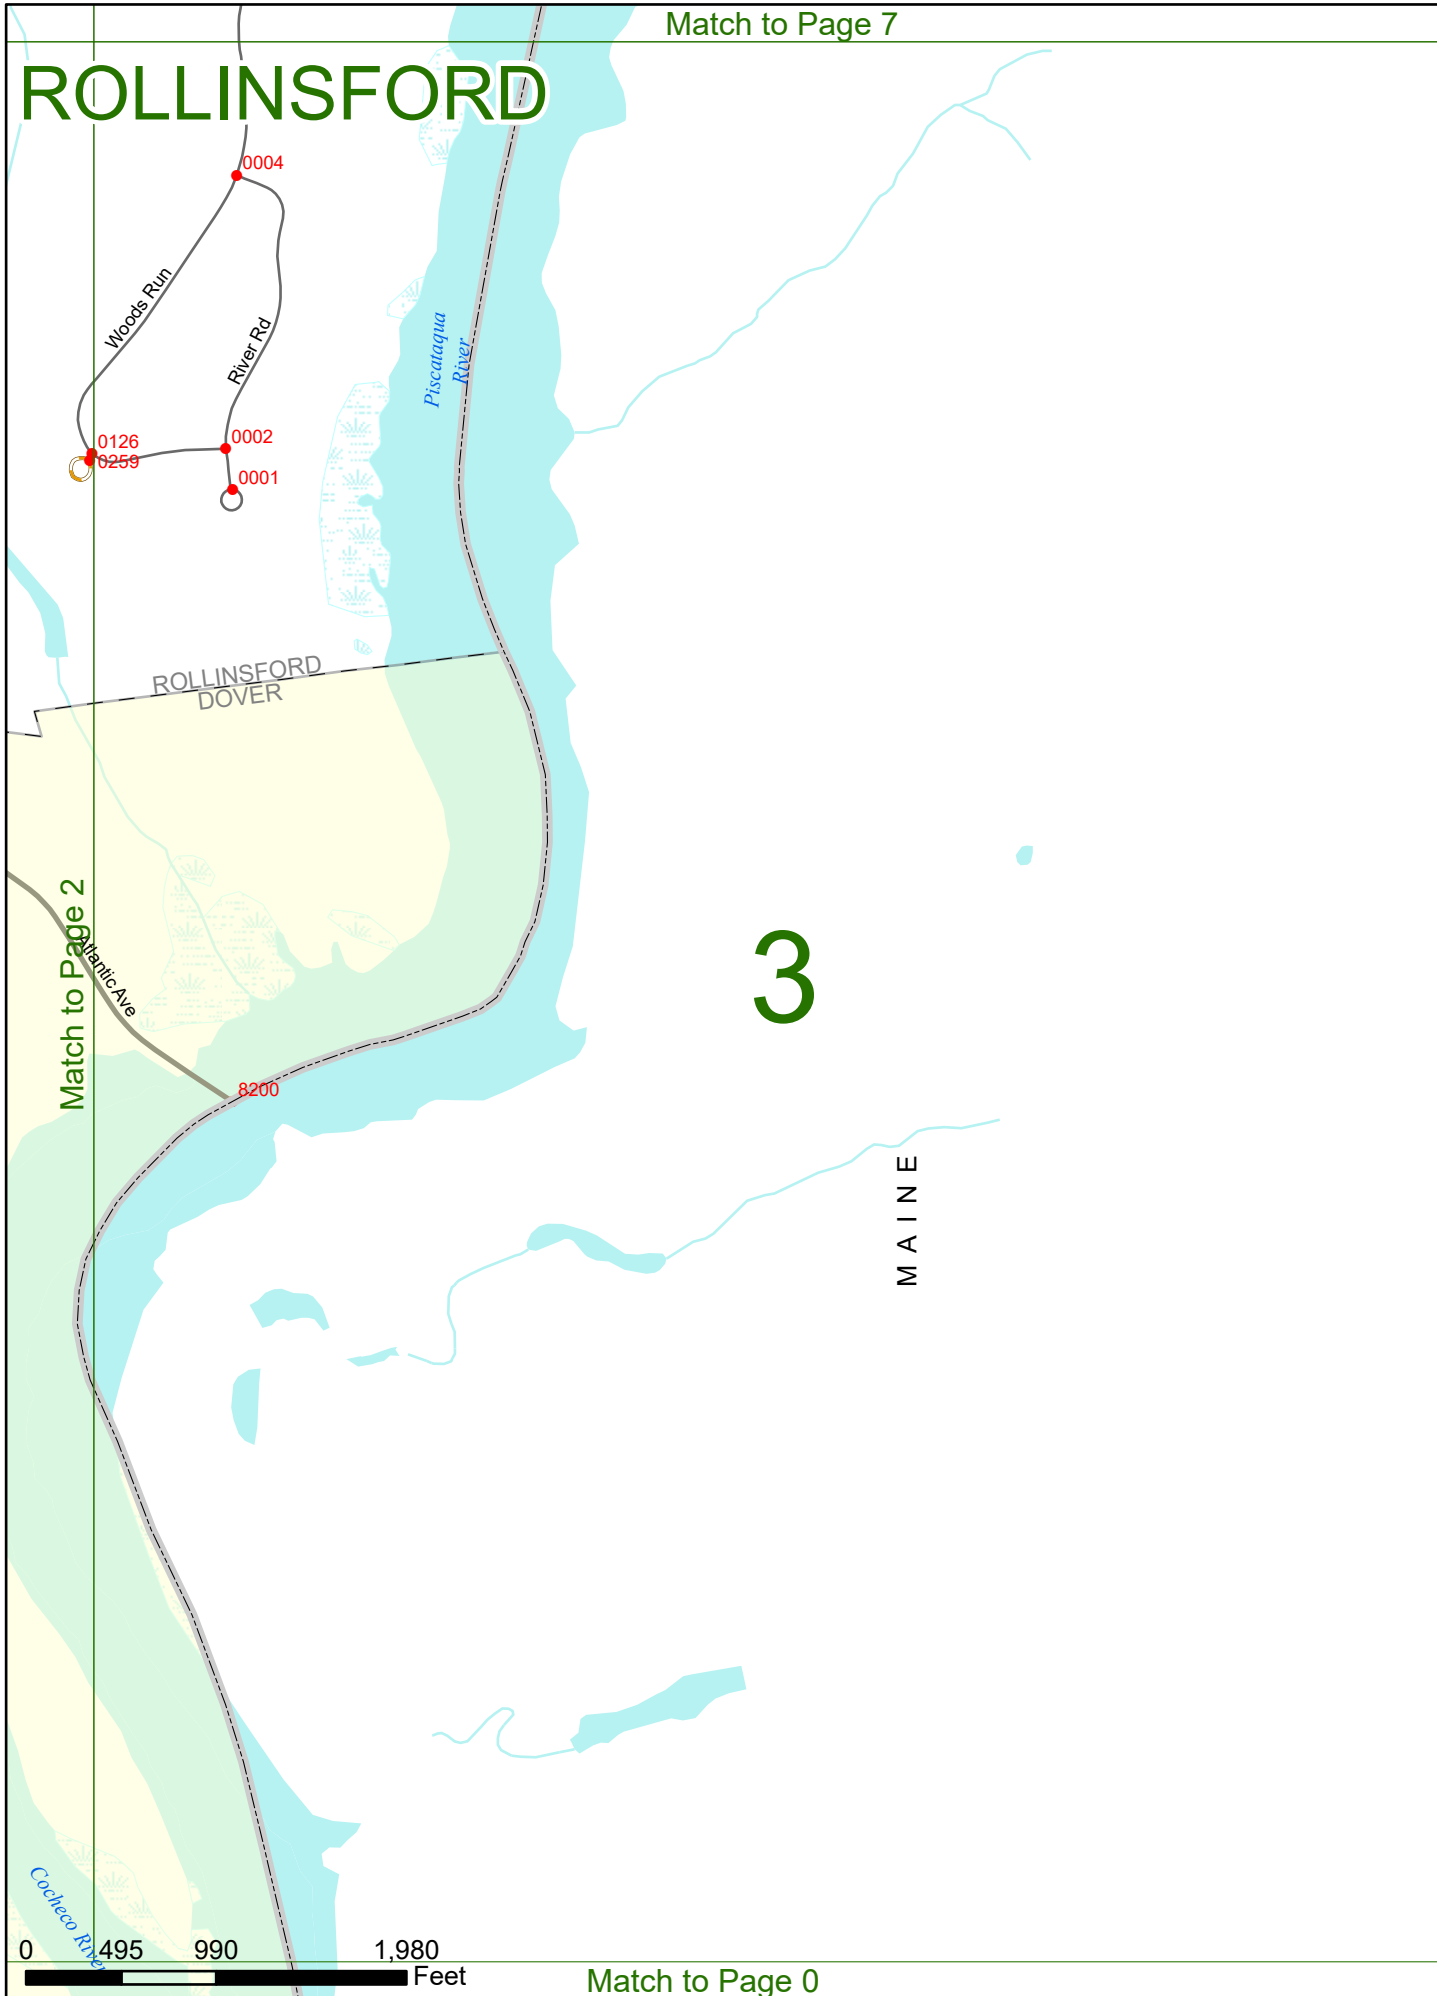 Match to Page 7
ROLLINSFORD
0004
Woods Run
River Rd
Piscataqua
River
0126
0002
0259
0001
ROLLINSFORD
DOVER
Match to Page 2
Atlantic Ave
3
8200
MAINE
Cocheco River
0 495 990 1,980
Feet
Match to Page 0